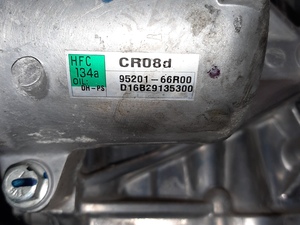 HFC
134a
OIL:
DH-PS
CR08d
95201-66R00
D16B29135300